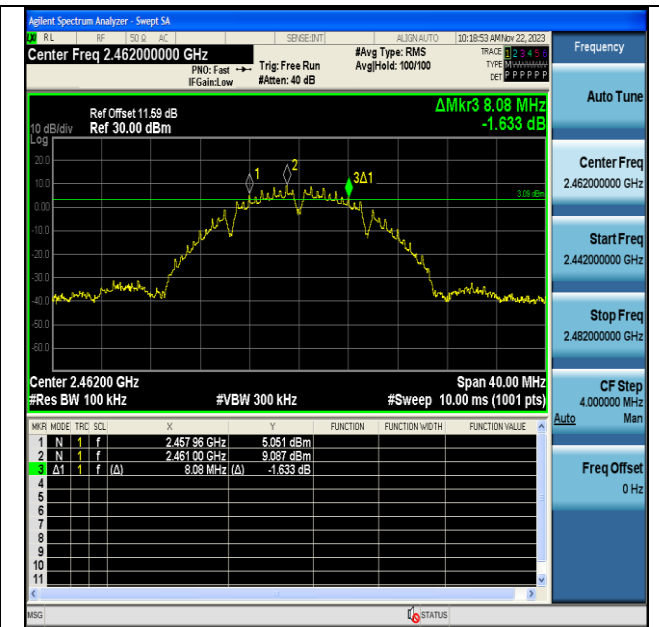 Agilent Spectrum Analyzer - Swept SA
LXI RL RF 50 Ω AC SENSE:INT ALIGN AUTO 10:18:53 AM Nov 22, 2023
Center Freq 2.462000000 GHz
PNO: Fast
IFGain:Low
Trig: Free Run
#Atten: 40 dB
#Avg Type: RMS
Avg|Hold: 100/100
TRACE 1 2 3 4 5 6
TYPE M
DET P P P P P P
Ref Offset 11.59 dB
10 dB/div Ref 30.00 dBm
Log
ΔMkr3 8.08 MHz
-1.633 dB
20.0
10.0
0.00
-10.0
-20.0
-30.0
-40.0
-50.0
-60.0
1
2
3Δ1
3.09 dBm
Center 2.46200 GHz Span 40.00 MHz
#Res BW 100 kHz #VBW 300 kHz #Sweep 10.00 ms (1001 pts)
MKR MODE TRC SCL X Y FUNCTION FUNCTION WIDTH FUNCTION VALUE
1 N 1 f 2.457 96 GHz 5.051 dBm
2 N 1 f 2.461 00 GHz 9.087 dBm
3 Δ1 1 f (Δ) 8.08 MHz (Δ) -1.633 dB
4
5
6
7
8
9
10
11
MSG STATUS
Frequency
Auto Tune
Center Freq
2.462000000 GHz
Start Freq
2.442000000 GHz
Stop Freq
2.482000000 GHz
CF Step
4.000000 MHz
Auto Man
Freq Offset
0 Hz